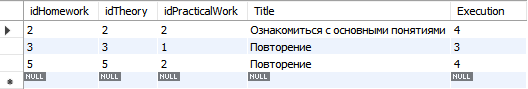 idHomework idTheory idPracticalWork Title Execution
2 2 2 Ознакомиться с основными понятиями 4
3 3 1 Повторение 3
5 5 2 Повторение 4
NULL NULL NULL NULL NULL